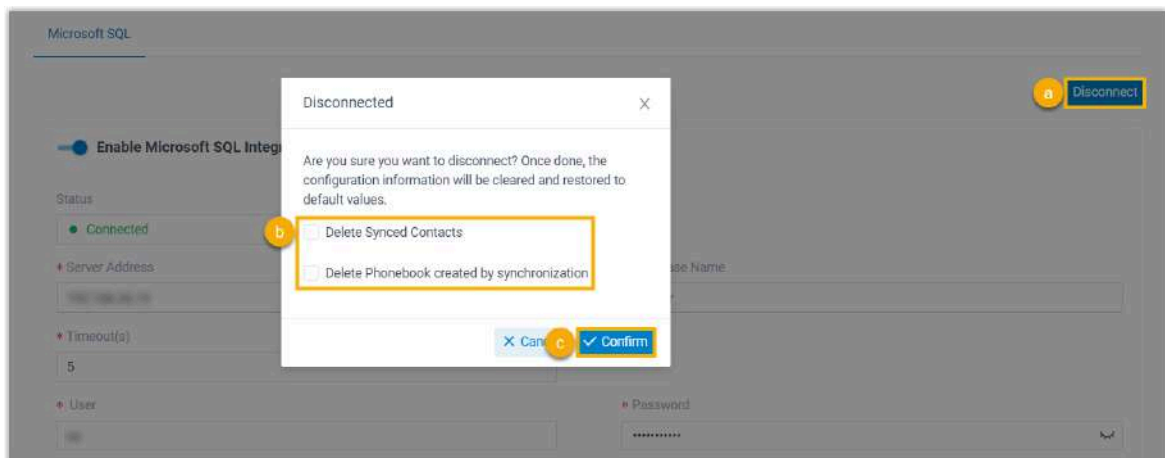 Microsoft SQL
a
Disconnect
Disconnected
Enable Microsoft SQL
Are you sure you want to disconnect? Once done, the
configuration information will be cleared and restored to
default values.
Status
Connected
b
Delete Synced Contacts
* Server Address
Delete Phonebook created by synchronization
Name
* Timeout(s)
c
Confirm
5
* User
* Password
••••••••••